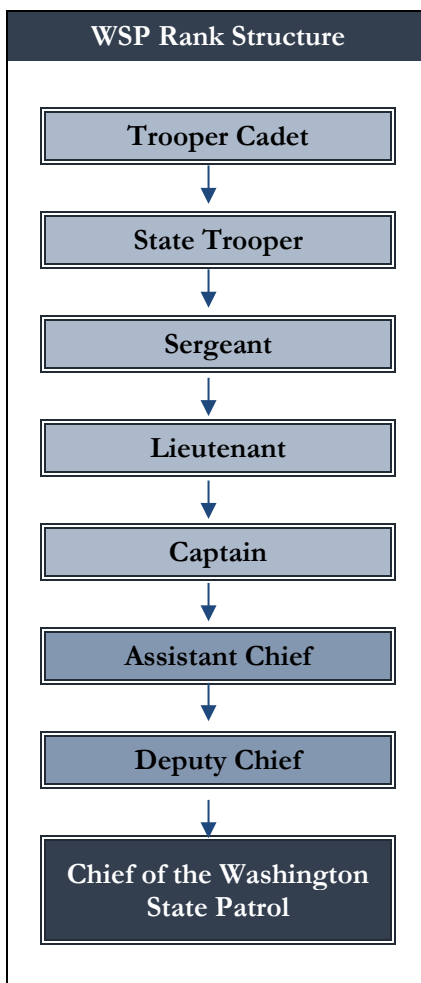 WSP Rank Structure
Trooper Cadet
State Trooper
Sergeant
Lieutenant
Captain
Assistant Chief
Deputy Chief
Chief of the Washington
State Patrol